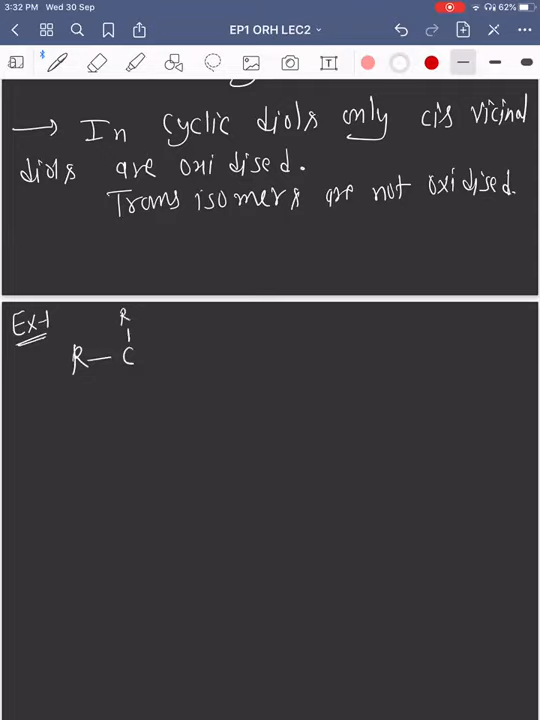 3:32 PM Wed 30 Sep
62%
EP1 ORH LEC2
T
→ In cyclic diols only cis vicinal
diols are oxidised.
Trans isomers are not oxidised.
Ex-1
R
R — C